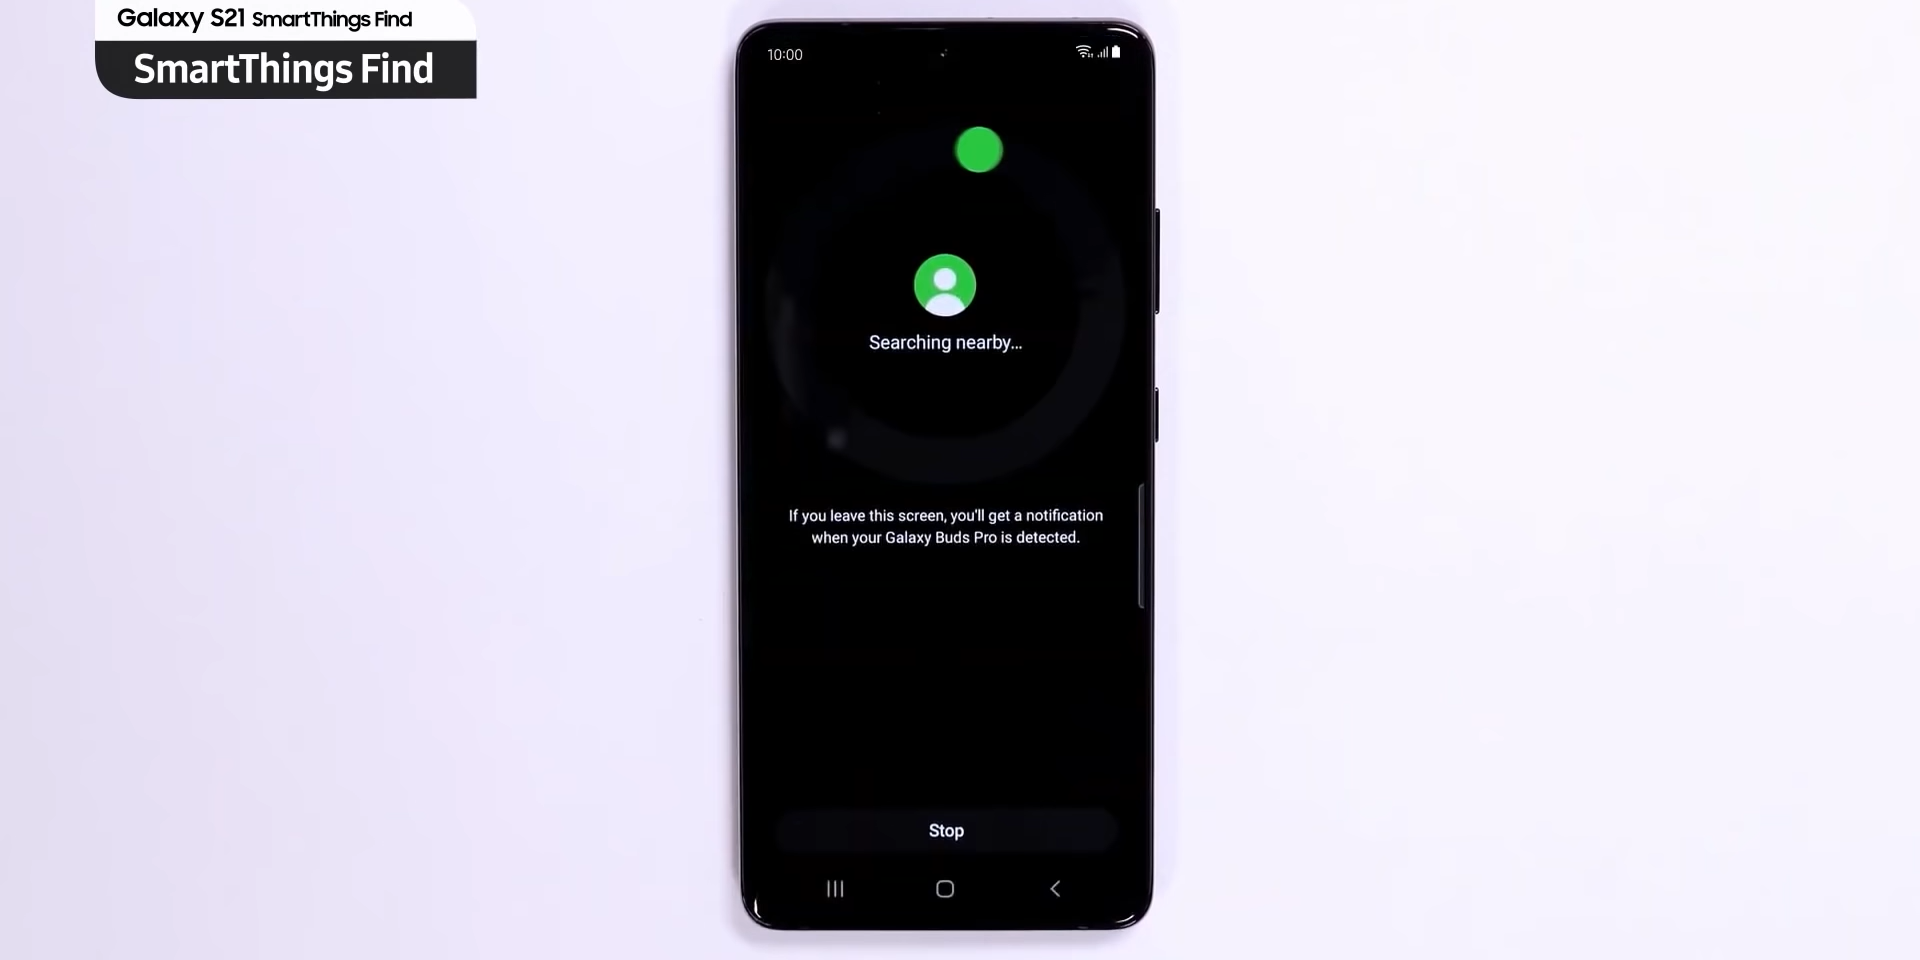 Galaxy S21 SmartThings Find
SmartThings Find
10:00
Searching nearby...
If you leave this screen, you'll get a notification
when your Galaxy Buds Pro is detected.
Stop